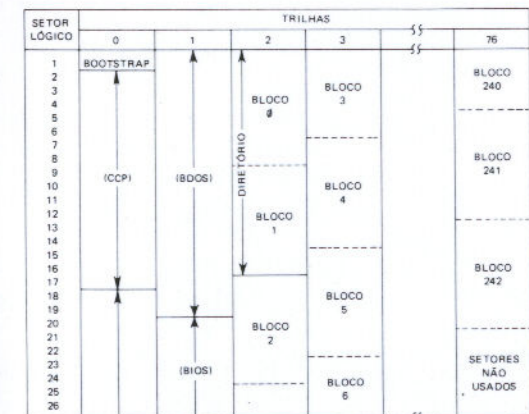 SETOR
LÓGICO
TRILHAS
0 1 2 3 76
1
2
3
4
5
6
7
8
9
10
11
12
13
14
15
16
17
18
19
20
21
22
23
24
25
26
BOOTSTRAP
(CCP)
(BDOS)
(BIOS)
BLOCO
Ø
DIRETÓRIO
BLOCO
1
BLOCO
2
BLOCO
3
BLOCO
4
BLOCO
5
BLOCO
6
BLOCO
240
BLOCO
241
BLOCO
242
SETORES
NÃO
USADOS